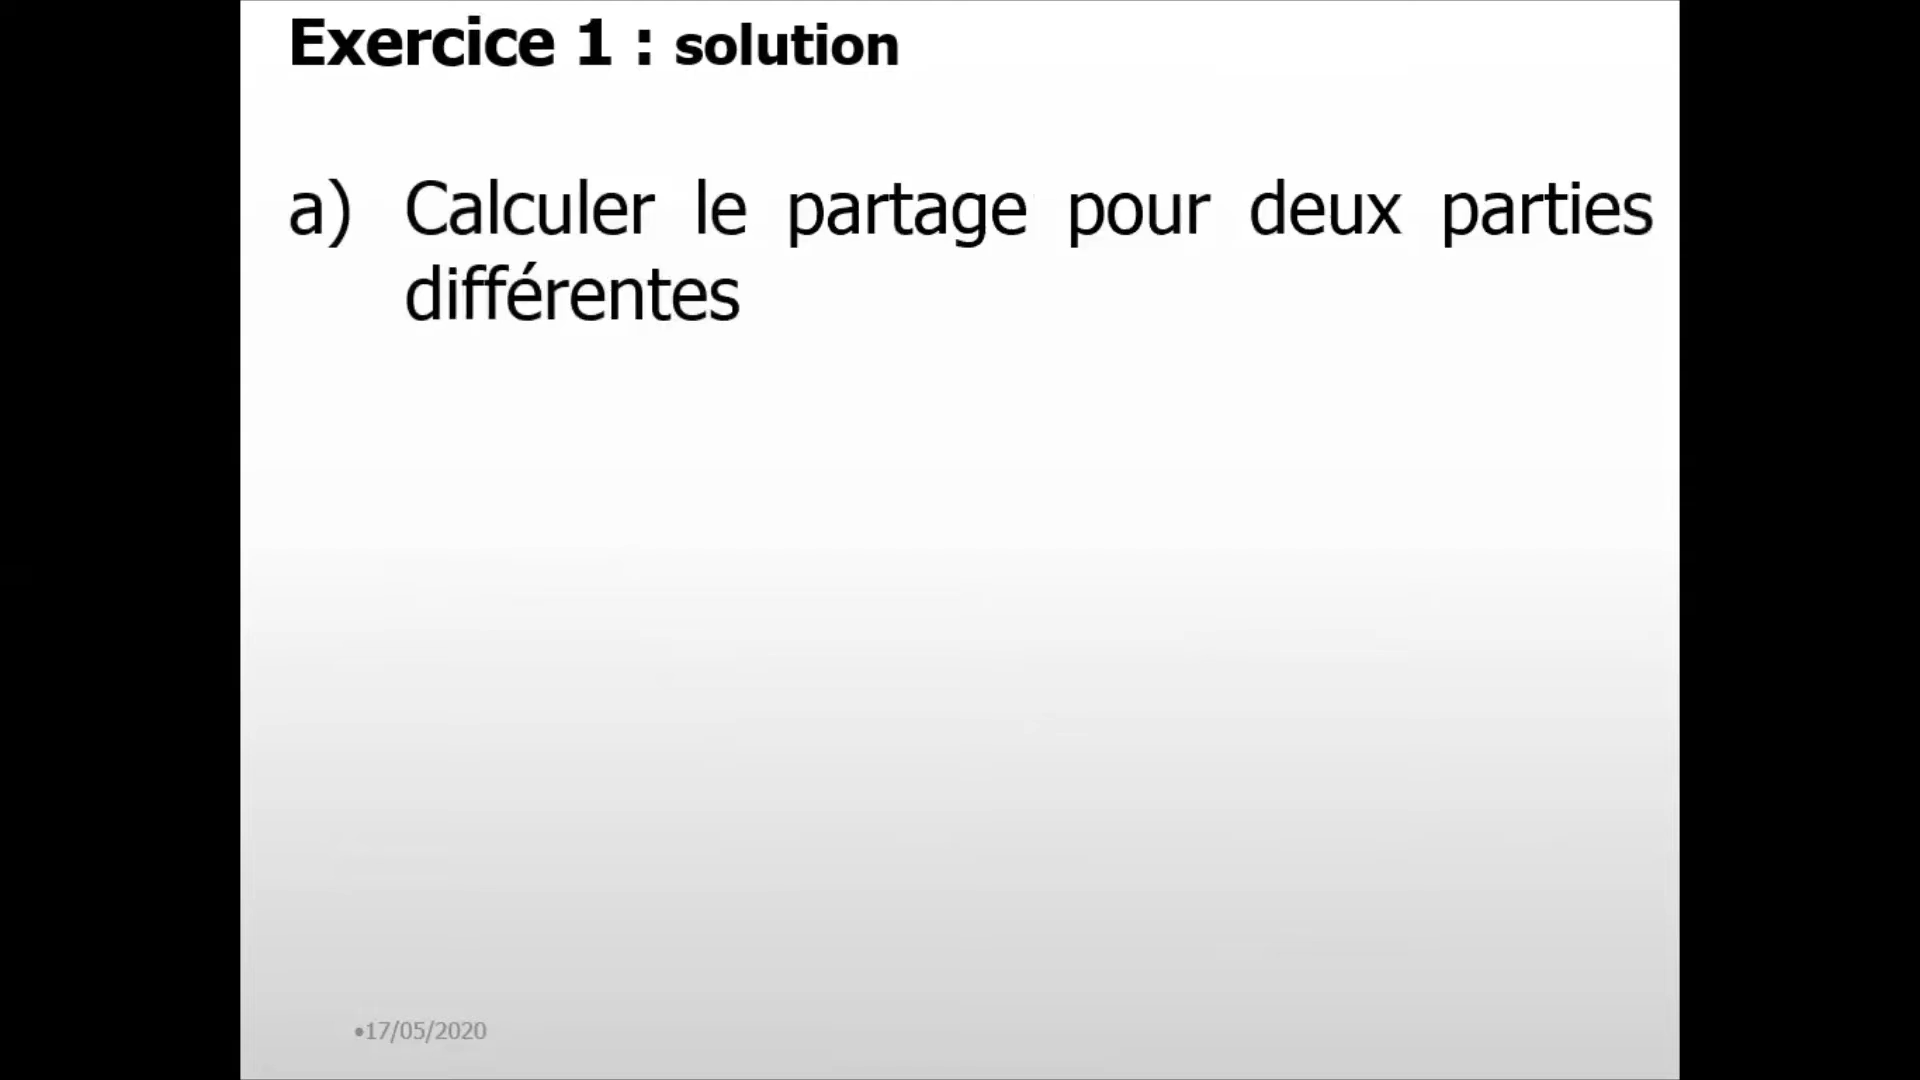 Exercice 1 : solution
a) Calculer le partage pour deux parties
différentes
•17/05/2020